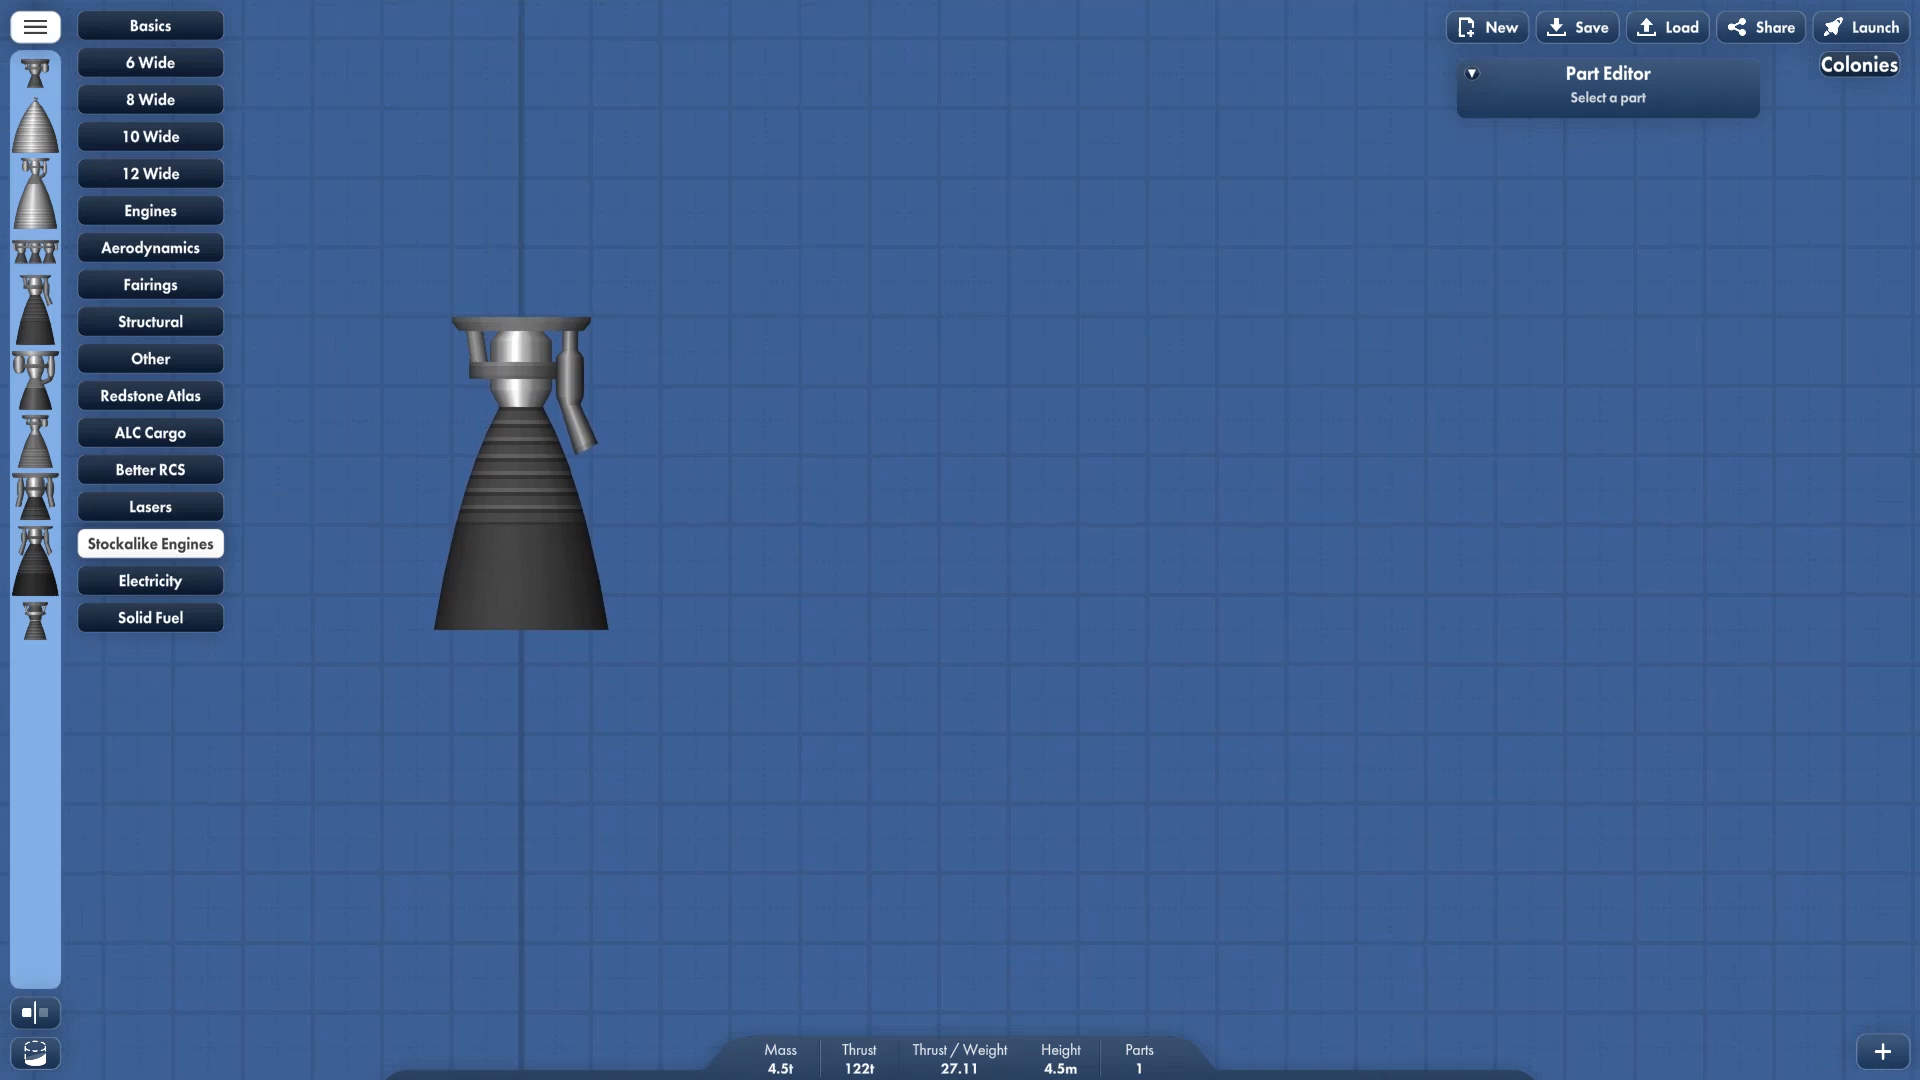 Basics
6 Wide
8 Wide
10 Wide
12 Wide
Engines
Aerodynamics
Fairings
Structural
Other
Redstone Atlas
ALC Cargo
Better RCS
Lasers
Stockalike Engines
Electricity
Solid Fuel
New
Save
Load
Share
Launch
Colonies
Part Editor
Select a part
Mass Thrust Thrust / Weight Height Parts
4.5t 122t 27.11 4.5m 1